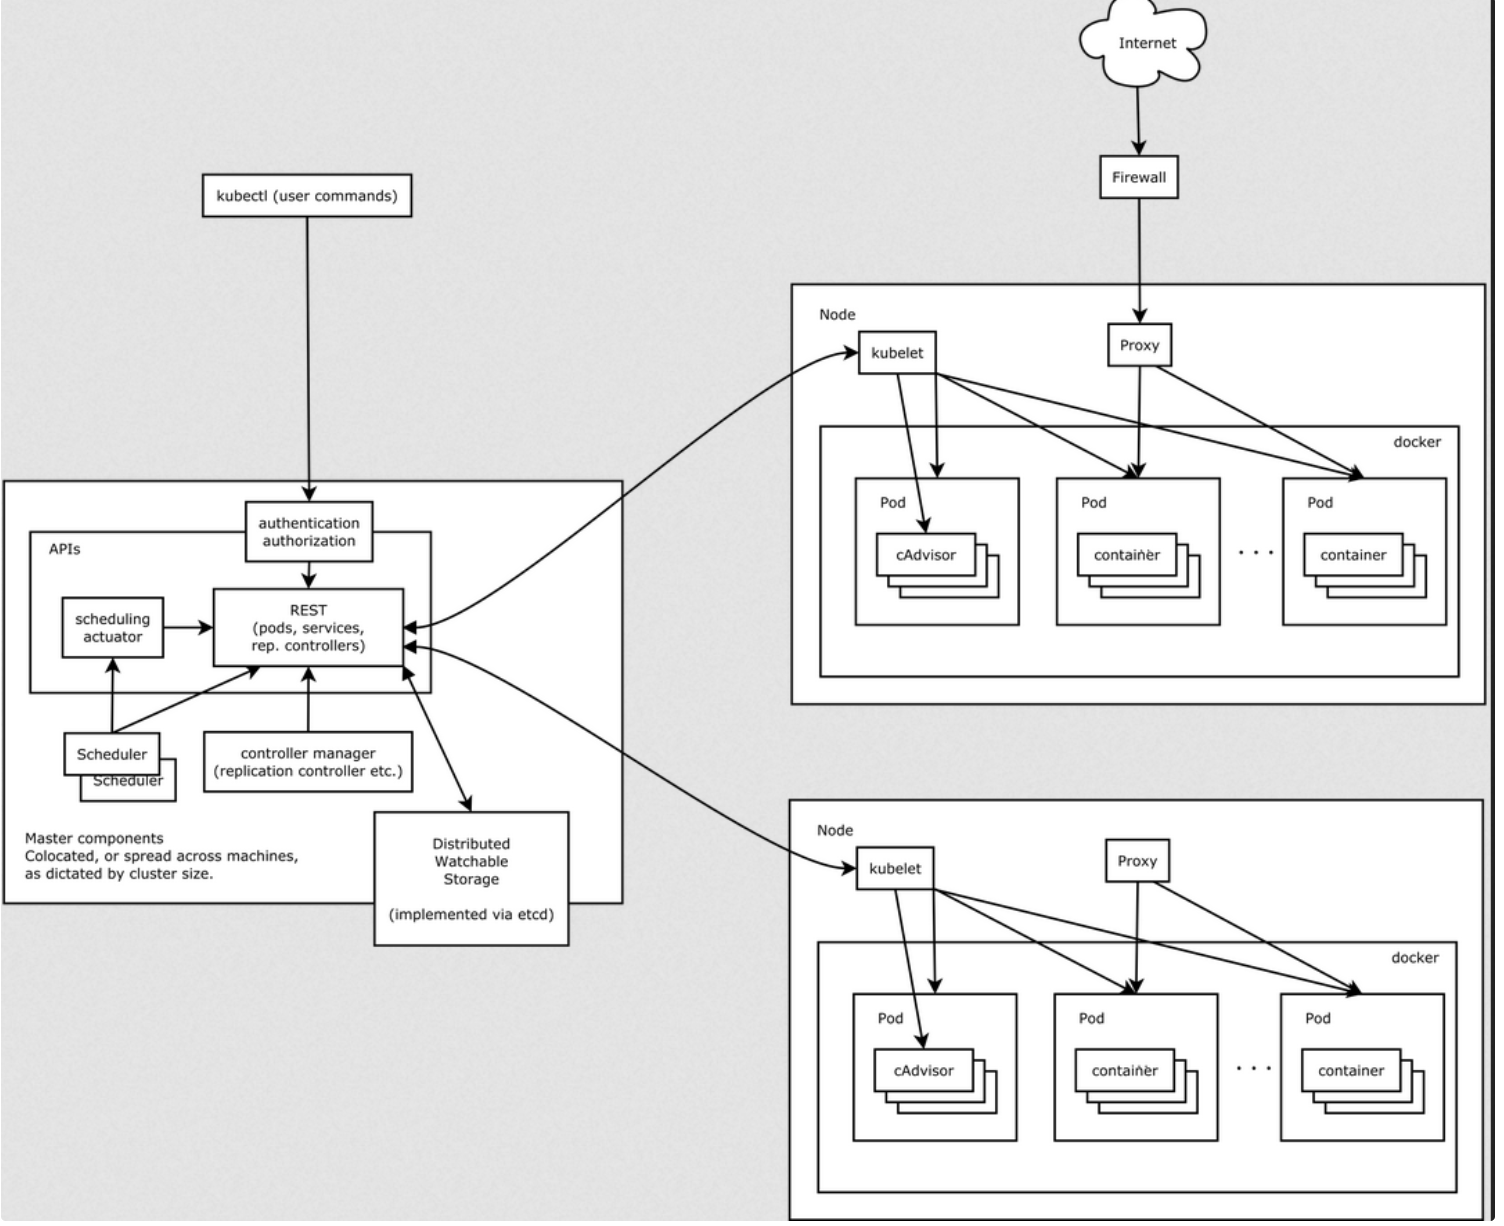 Internet
Firewall
kubectl (user commands)
authentication
authorization
APIs
scheduling
actuator
REST
(pods, services,
rep. controllers)
Scheduler
Scheduler
controller manager
(replication controller etc.)
Master components
Colocated, or spread across machines,
as dictated by cluster size.
Distributed
Watchable
Storage
(implemented via etcd)
Node
kubelet
Proxy
docker
Pod
cAdvisor
Pod
container
. . .
Pod
container
Node
kubelet
Proxy
docker
Pod
cAdvisor
Pod
container
. . .
Pod
container